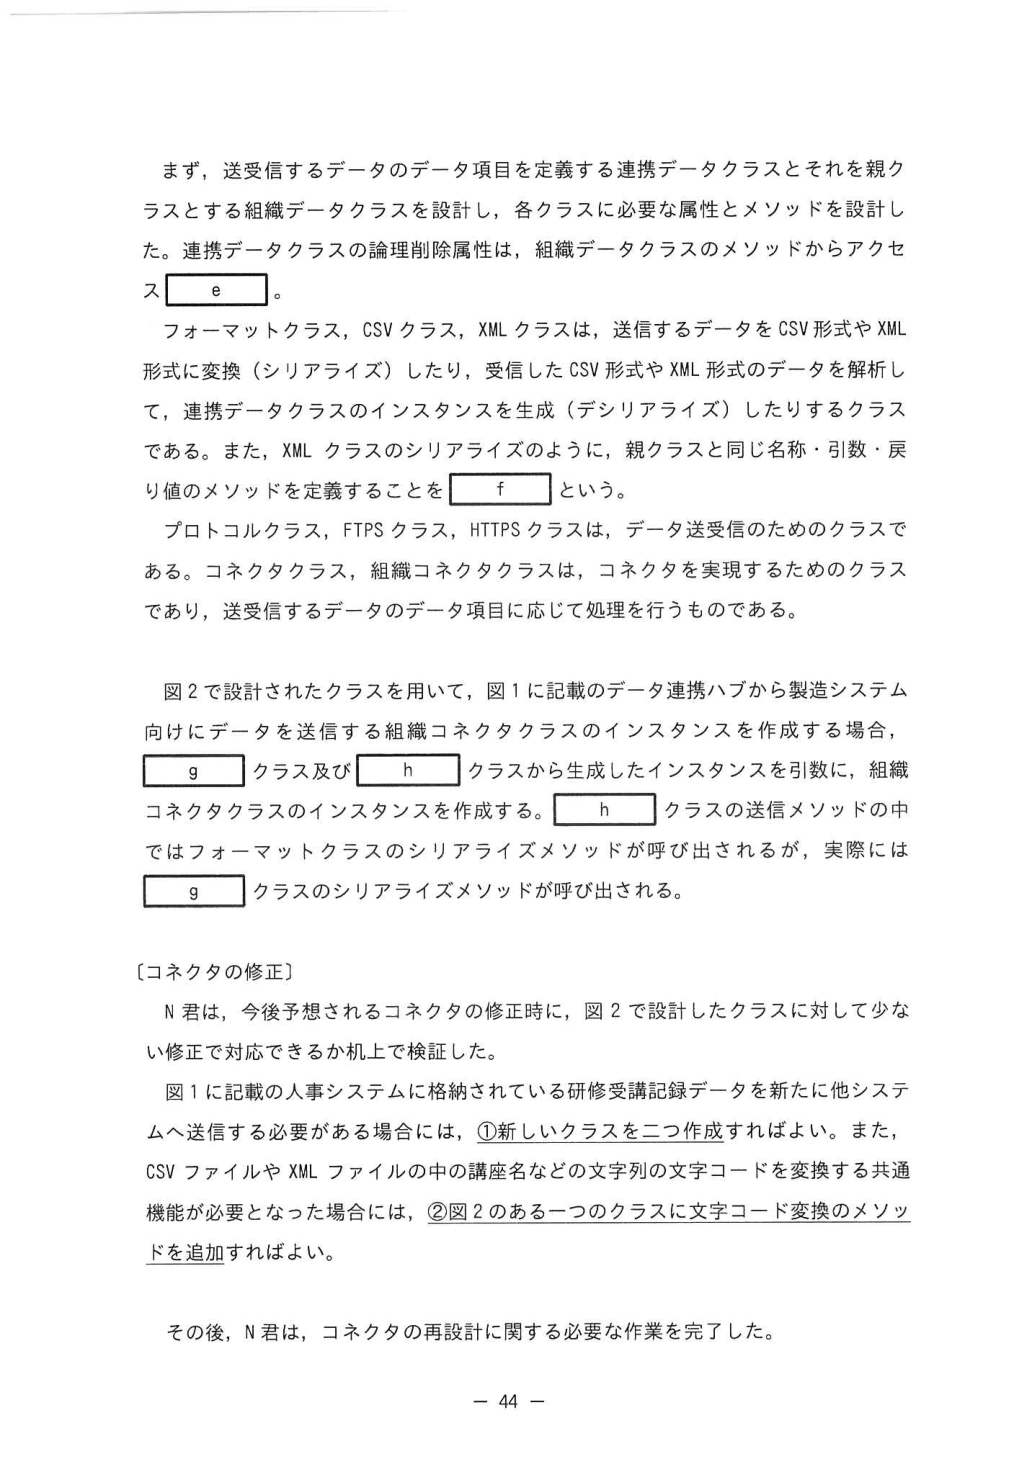 まず，送受信するデータのデータ項目を定義する連携データクラスとそれを親ク
ラスとする組織データクラスを設計し，各クラスに必要な属性とメソッドを設計し
た。連携データクラスの論理削除属性は，組織データクラスのメソッドからアクセ
ス e 。
フォーマットクラス，CSV クラス，XML クラスは，送信するデータを CSV 形式や XML
形式に変換（シリアライズ）したり，受信した CSV 形式や XML 形式のデータを解析し
て，連携データクラスのインスタンスを生成（デシリアライズ）したりするクラス
である。また，XML クラスのシリアライズのように，親クラスと同じ名称・引数・戻
り値のメソッドを定義することを f という。
プロトコルクラス，FTPS クラス，HTTPS クラスは，データ送受信のためのクラスで
ある。コネクタクラス，組織コネクタクラスは，コネクタを実現するためのクラス
であり，送受信するデータのデータ項目に応じて処理を行うものである。
図2で設計されたクラスを用いて，図1に記載のデータ連携ハブから製造システム
向けにデータを送信する組織コネクタクラスのインスタンスを作成する場合，
g クラス及び h クラスから生成したインスタンスを引数に，組織
コネクタクラスのインスタンスを作成する。 h クラスの送信メソッドの中
ではフォーマットクラスのシリアライズメソッドが呼び出されるが，実際には
g クラスのシリアライズメソッドが呼び出される。
〔コネクタの修正〕
N 君は，今後予想されるコネクタの修正時に，図 2 で設計したクラスに対して少な
い修正で対応できるか机上で検証した。
図1に記載の人事システムに格納されている研修受講記録データを新たに他システ
ムへ送信する必要がある場合には，①新しいクラスを二つ作成すればよい。また，
CSV ファイルや XML ファイルの中の講座名などの文字列の文字コードを変換する共通
機能が必要となった場合には，②図2のある一つのクラスに文字コード変換のメソッ
ドを追加すればよい。
その後，N 君は，コネクタの再設計に関する必要な作業を完了した。
－ 44 －